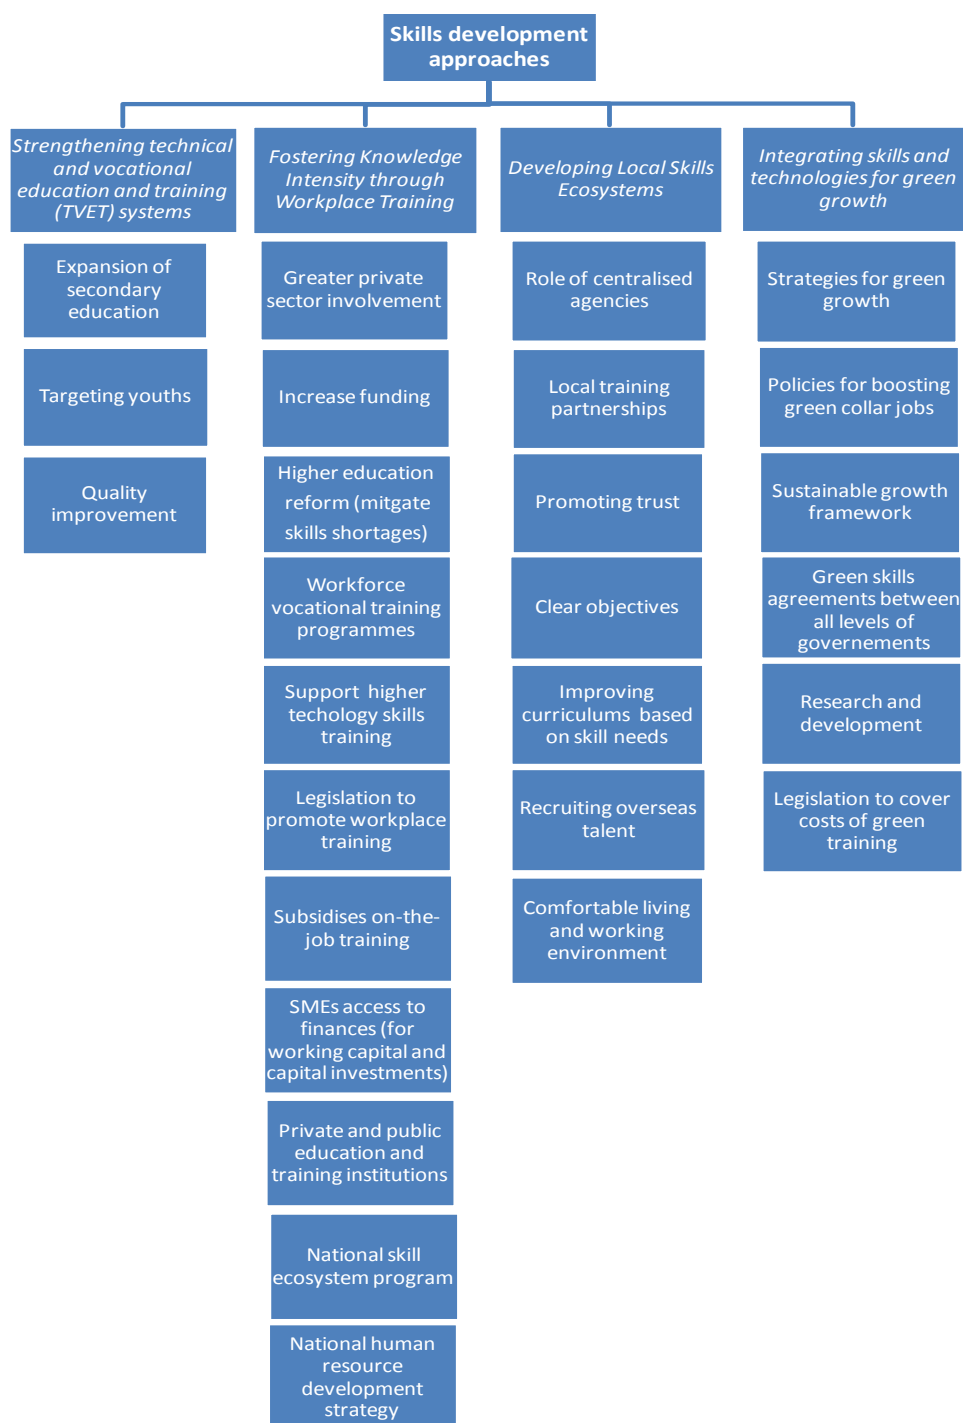 Skills development
approaches
Strengthening technical
and vocational
education and training
(TVET) systems
Expansion of
secondary
education
Targeting youths
Quality
improvement
Fostering Knowledge
Intensity through
Workplace Training
Greater private
sector involvement
Increase funding
Higher education
reform (mitgate
skills shortages)
Workforce
vocational training
programmes
Support higher
techology skills
training
Legislation to
promote workplace
training
Subsidises on-the-
job training
SMEs access to
finances (for
working capital and
capital investments)
Private and public
education and
training institutions
National skill
ecosystem program
National human
resource
development
strategy
Developing Local Skills
Ecosystems
Role of centralised
agencies
Local training
partnerships
Promoting trust
Clear objectives
Improving
curriculums based
on skill needs
Recruiting overseas
talent
Comfortable living
and working
environment
Integrating skills and
technologies for green
growth
Strategies for green
growth
Policies for boosting
green collar jobs
Sustainable growth
framework
Green skills
agreements between
all levels of
governements
Research and
development
Legislation to cover
costs of green
training